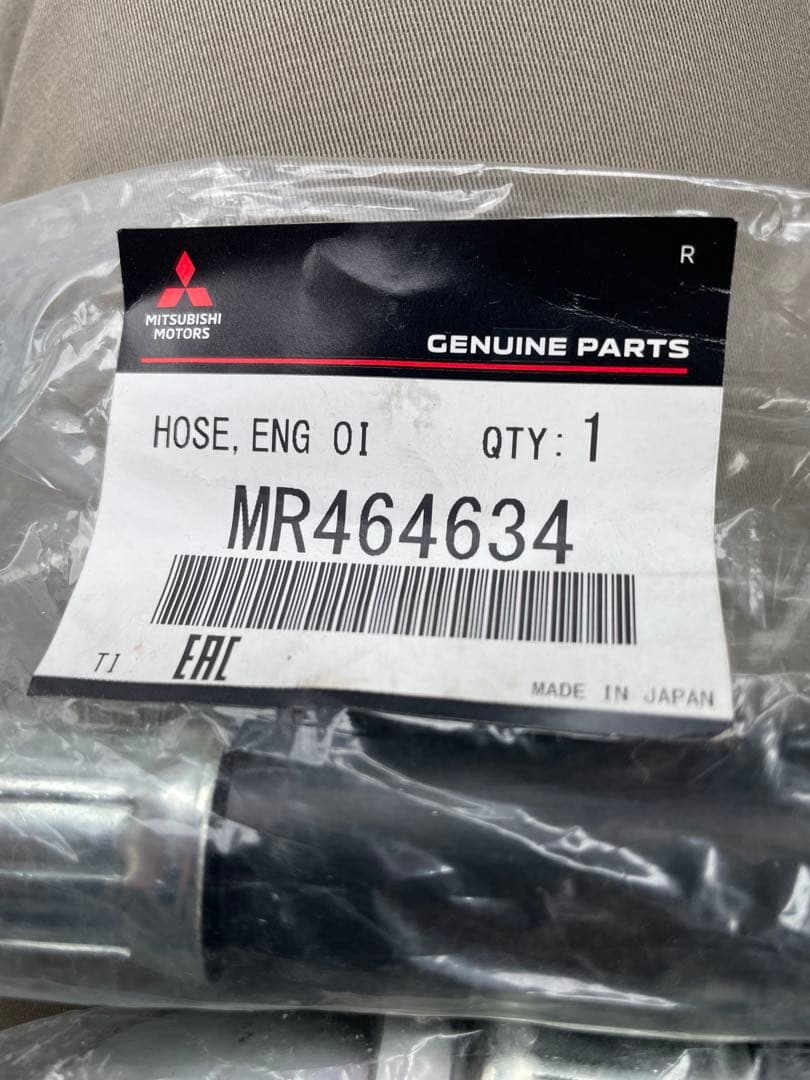 R
MITSUBISHI
MOTORS
GENUINE PARTS
HOSE, ENG OI QTY: 1
MR464634
TI EAC
MADE IN JAPAN